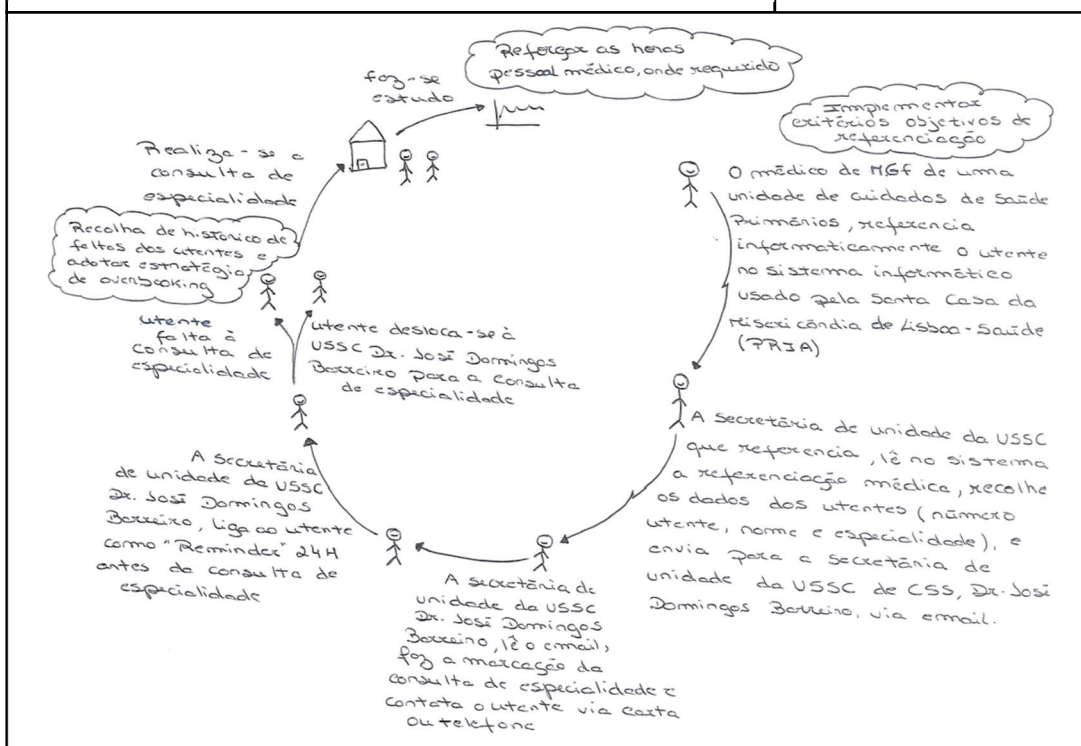 Reforçar as horas
pessoal médico, onde requerido
faz-se
estudo
Implementar
critérios objetivos de
referenciação
Realiza-se a
consulta de
especialidade
O médico de MGF de uma
unidade de cuidados de Saúde
Primários, referencia
informaticamente o utente
no sistema informático
usado pela Santa Casa da
Misericórdia de Lisboa-Saúde
(PRJA)
Recolha de histórico de
faltas dos utentes e
adotar estratégia
de overbooking
utente
falta à
consulta de
especialidade
utente desloca-se à
USSC Dr. José Domingos
Barreiro para a consulta
de especialidade
A secretária de unidade da USSC
que referencia, lê no sistema
a referenciação médica, recolhe
os dados dos utentes (número
utente, nome e especialidade), e
envia para a secretária de
unidade da USSC de CSS, Dr. José
Domingos Barreiro, via email.
A secretária de
unidade da USSC
Dr. José Domingos
Barreiro, lê o email,
faz a marcação da
consulta de especialidade e
contata o utente via carta
ou telefone
A secretária
de unidade da USSC
Dr. José Domingos
Barreiro, liga ao utente
como "Reminder" 24H
antes da consulta de
especialidade